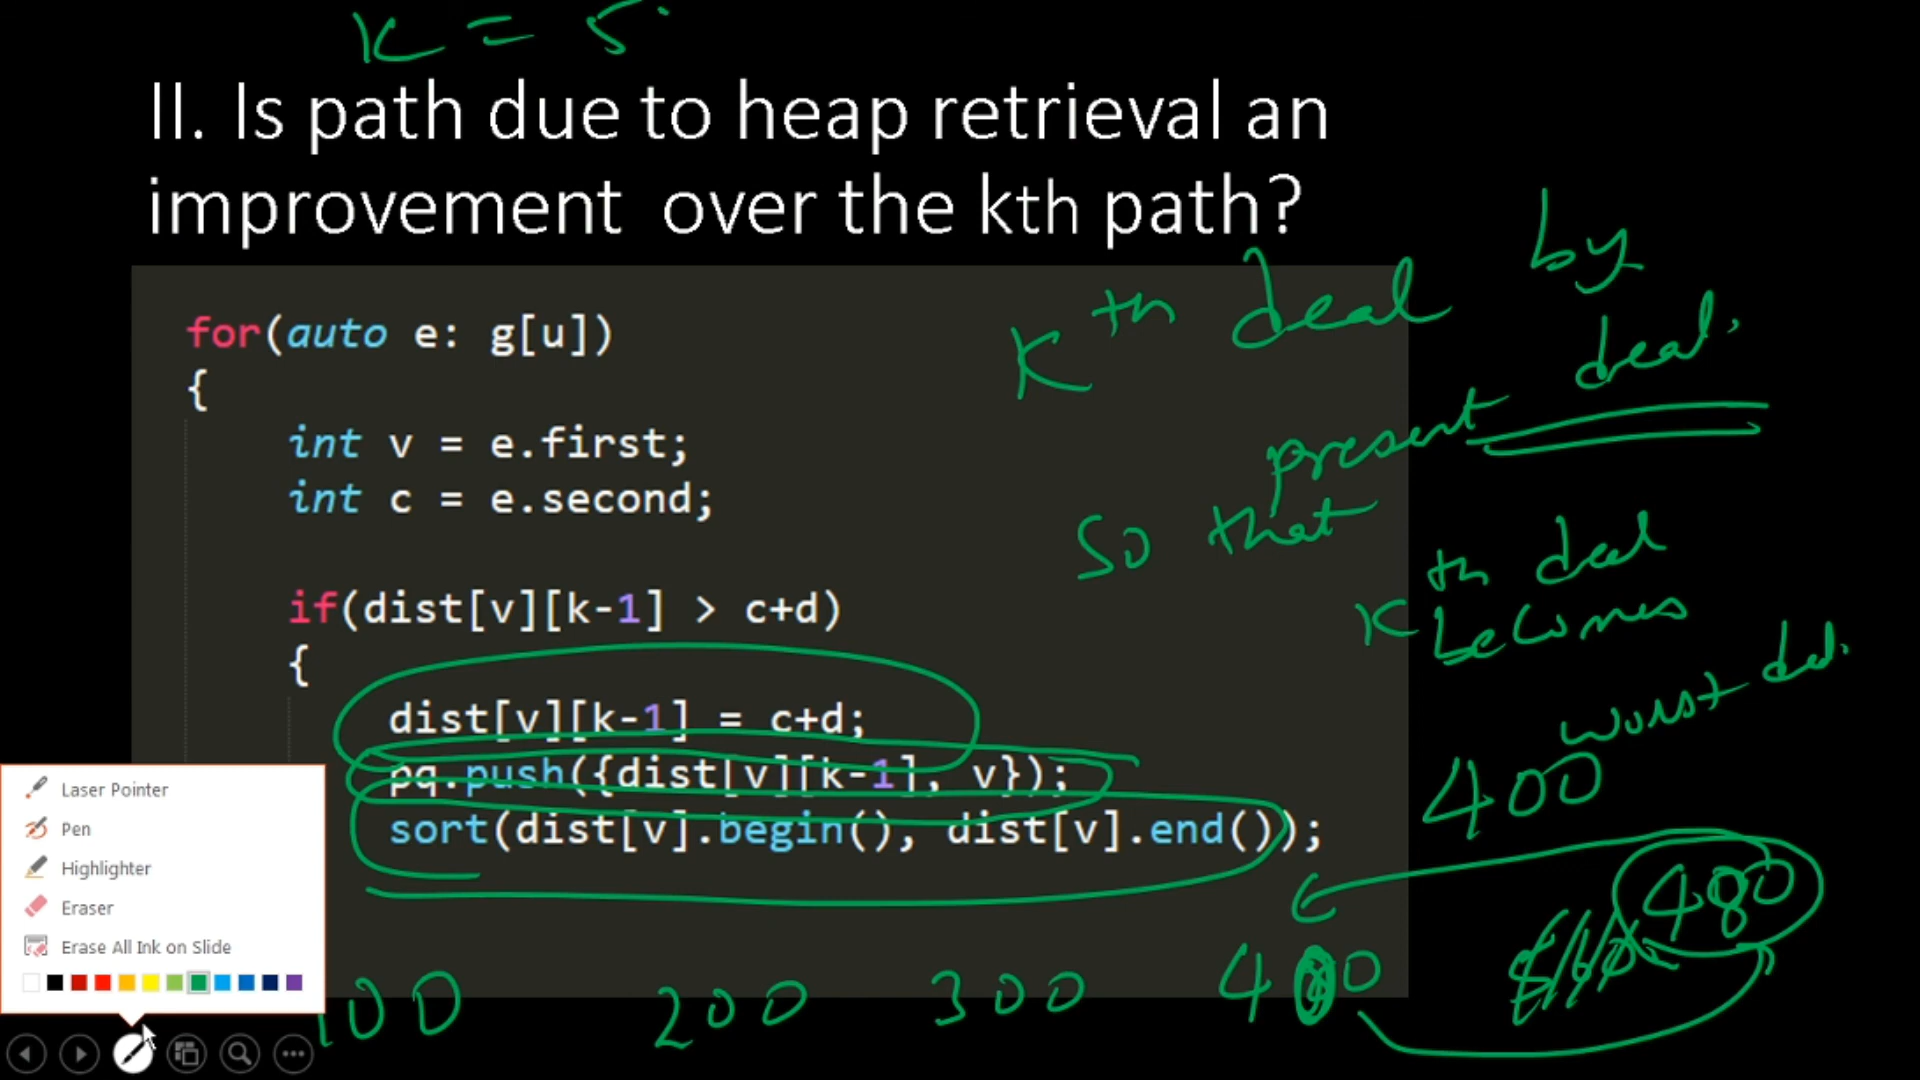 K = 5
II. Is path due to heap retrieval an
improvement over the kth path?
for(auto e: g[u])
{
int v = e.first;
int c = e.second;
if(dist[v][k-1] > c+d)
{
dist[v][k-1] = c+d;
pq.push({dist[v][k-1], v});
sort(dist[v].begin(), dist[v].end());
Kth deal by
present deal.
So that
Kth deal
becomes
worst deal.
400
480
100 200 300 400
Laser Pointer
Pen
Highlighter
Eraser
Erase All Ink on Slide